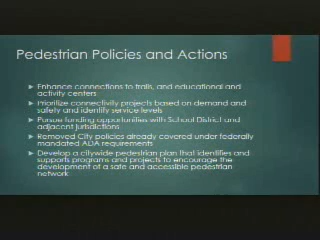 Pedestrian Policies and Actions
Enhance connections to trails, and educational and
activity centers
Prioritize connectivity projects based on demand and
safety and identify service levels
Pursue funding opportunities with School District and
adjacent jurisdictions
Removed City policies already covered under federally
mandated ADA requirements
Develop a citywide pedestrian plan that identifies and
supports programs and projects to encourage the
development of a safe and accessible pedestrian
network